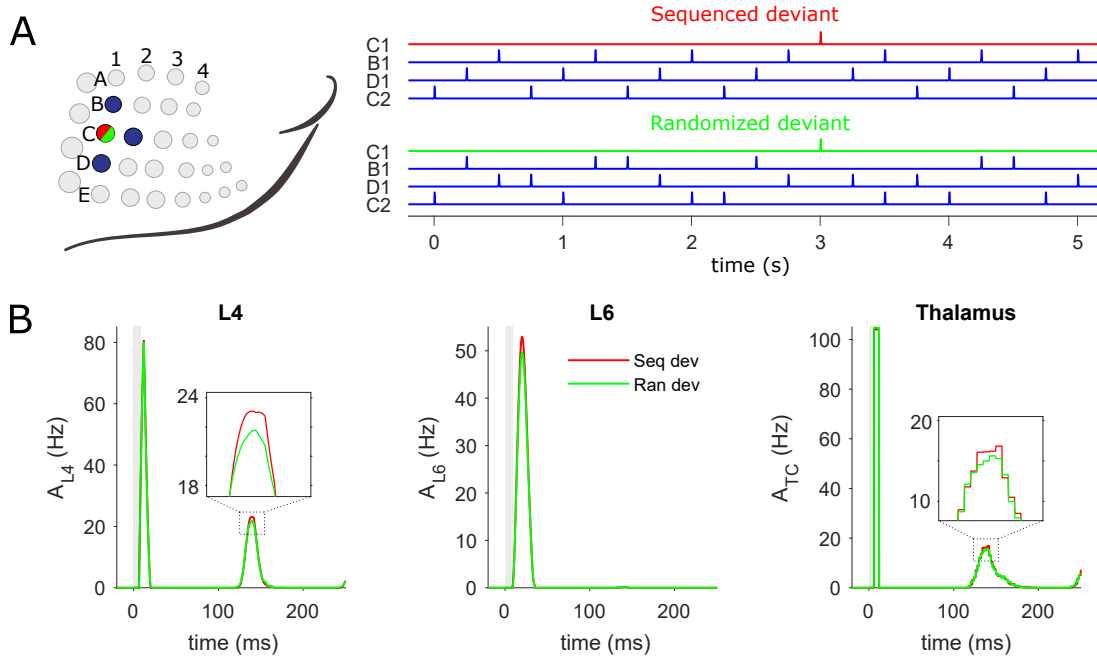 A
1 2 3 4
A
B
C
D
E
Sequenced deviant
C1
B1
D1
C2
Randomized deviant
C1
B1
D1
C2
0 1 2 3 4 5
time (s)
B
L4
80
60
40
20
0
A_L4 (Hz)
24
18
0 100 200
time (ms)
L6
50
40
30
20
10
0
A_L6 (Hz)
Seq dev
Ran dev
0 100 200
time (ms)
Thalamus
100
80
60
40
20
0
A_TC (Hz)
20
10
0 100 200
time (ms)